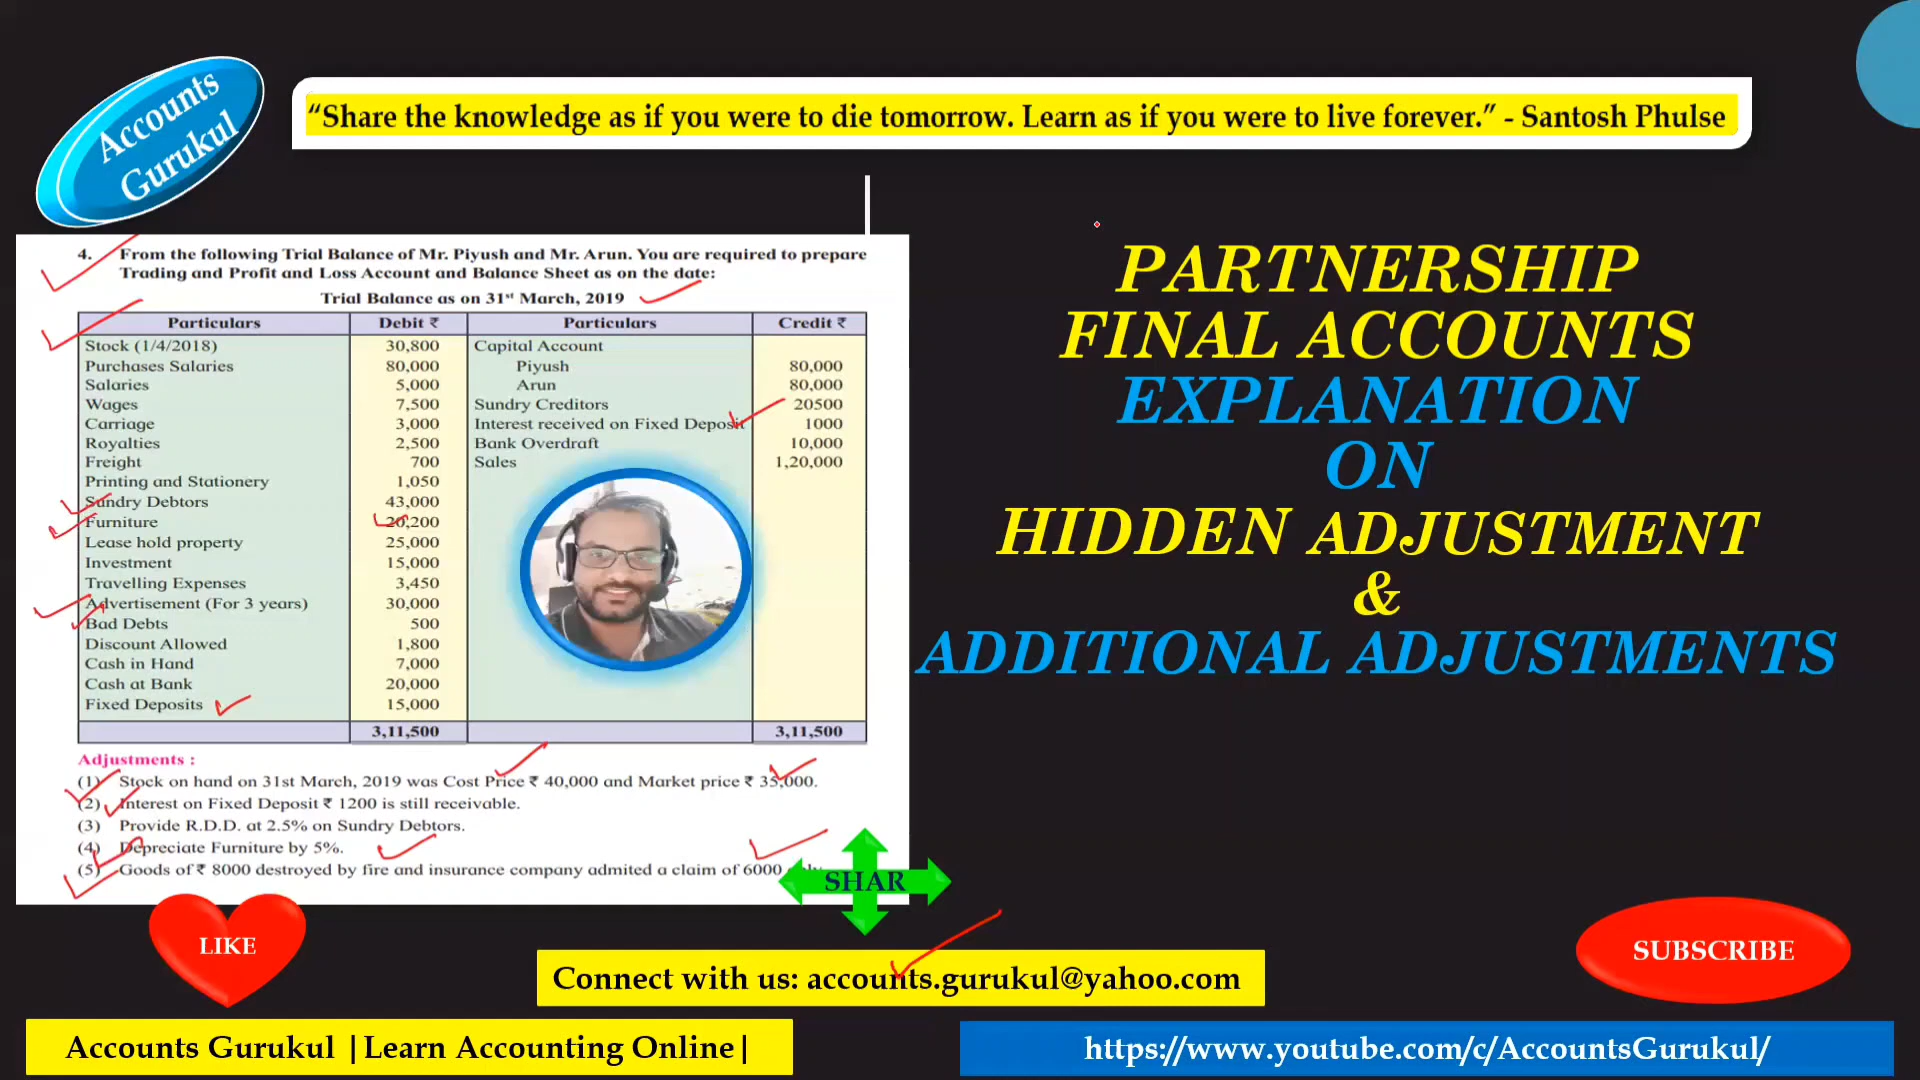 Accounts
Gurukul
“Share the knowledge as if you were to die tomorrow. Learn as if you were to live forever.” - Santosh Phulse
4. From the following Trial Balance of Mr. Piyush and Mr. Arun. You are required to prepare
Trading and Profit and Loss Account and Balance Sheet as on the date:
Trial Balance as on 31st March, 2019
Particulars Debit ₹ Particulars Credit ₹
Stock (1/4/2018) 30,800 Capital Account
Purchases Salaries 80,000 Piyush 80,000
Salaries 5,000 Arun 80,000
Wages 7,500 Sundry Creditors 20500
Carriage 3,000 Interest received on Fixed Deposit 1000
Royalties 2,500 Bank Overdraft 10,000
Freight 700 Sales 1,20,000
Printing and Stationery 1,050
Sundry Debtors 43,000
Furniture 20,200
Lease hold property 25,000
Investment 15,000
Travelling Expenses 3,450
Advertisement (For 3 years) 30,000
Bad Debts 500
Discount Allowed 1,800
Cash in Hand 7,000
Cash at Bank 20,000
Fixed Deposits 15,000
3,11,500 3,11,500
Adjustments :
(1) Stock on hand on 31st March, 2019 was Cost Price ₹ 40,000 and Market price ₹ 35,000.
(2) Interest on Fixed Deposit ₹ 1200 is still receivable.
(3) Provide R.D.D. at 2.5% on Sundry Debtors.
(4) Depreciate Furniture by 5%.
(5) Goods of ₹ 8000 destroyed by fire and insurance company admited a claim of 6000
PARTNERSHIP
FINAL ACCOUNTS
EXPLANATION
ON
HIDDEN ADJUSTMENT
&
ADDITIONAL ADJUSTMENTS
SHAR
LIKE
SUBSCRIBE
Connect with us: accounts.gurukul@yahoo.com
Accounts Gurukul |Learn Accounting Online|
https://www.youtube.com/c/AccountsGurukul/